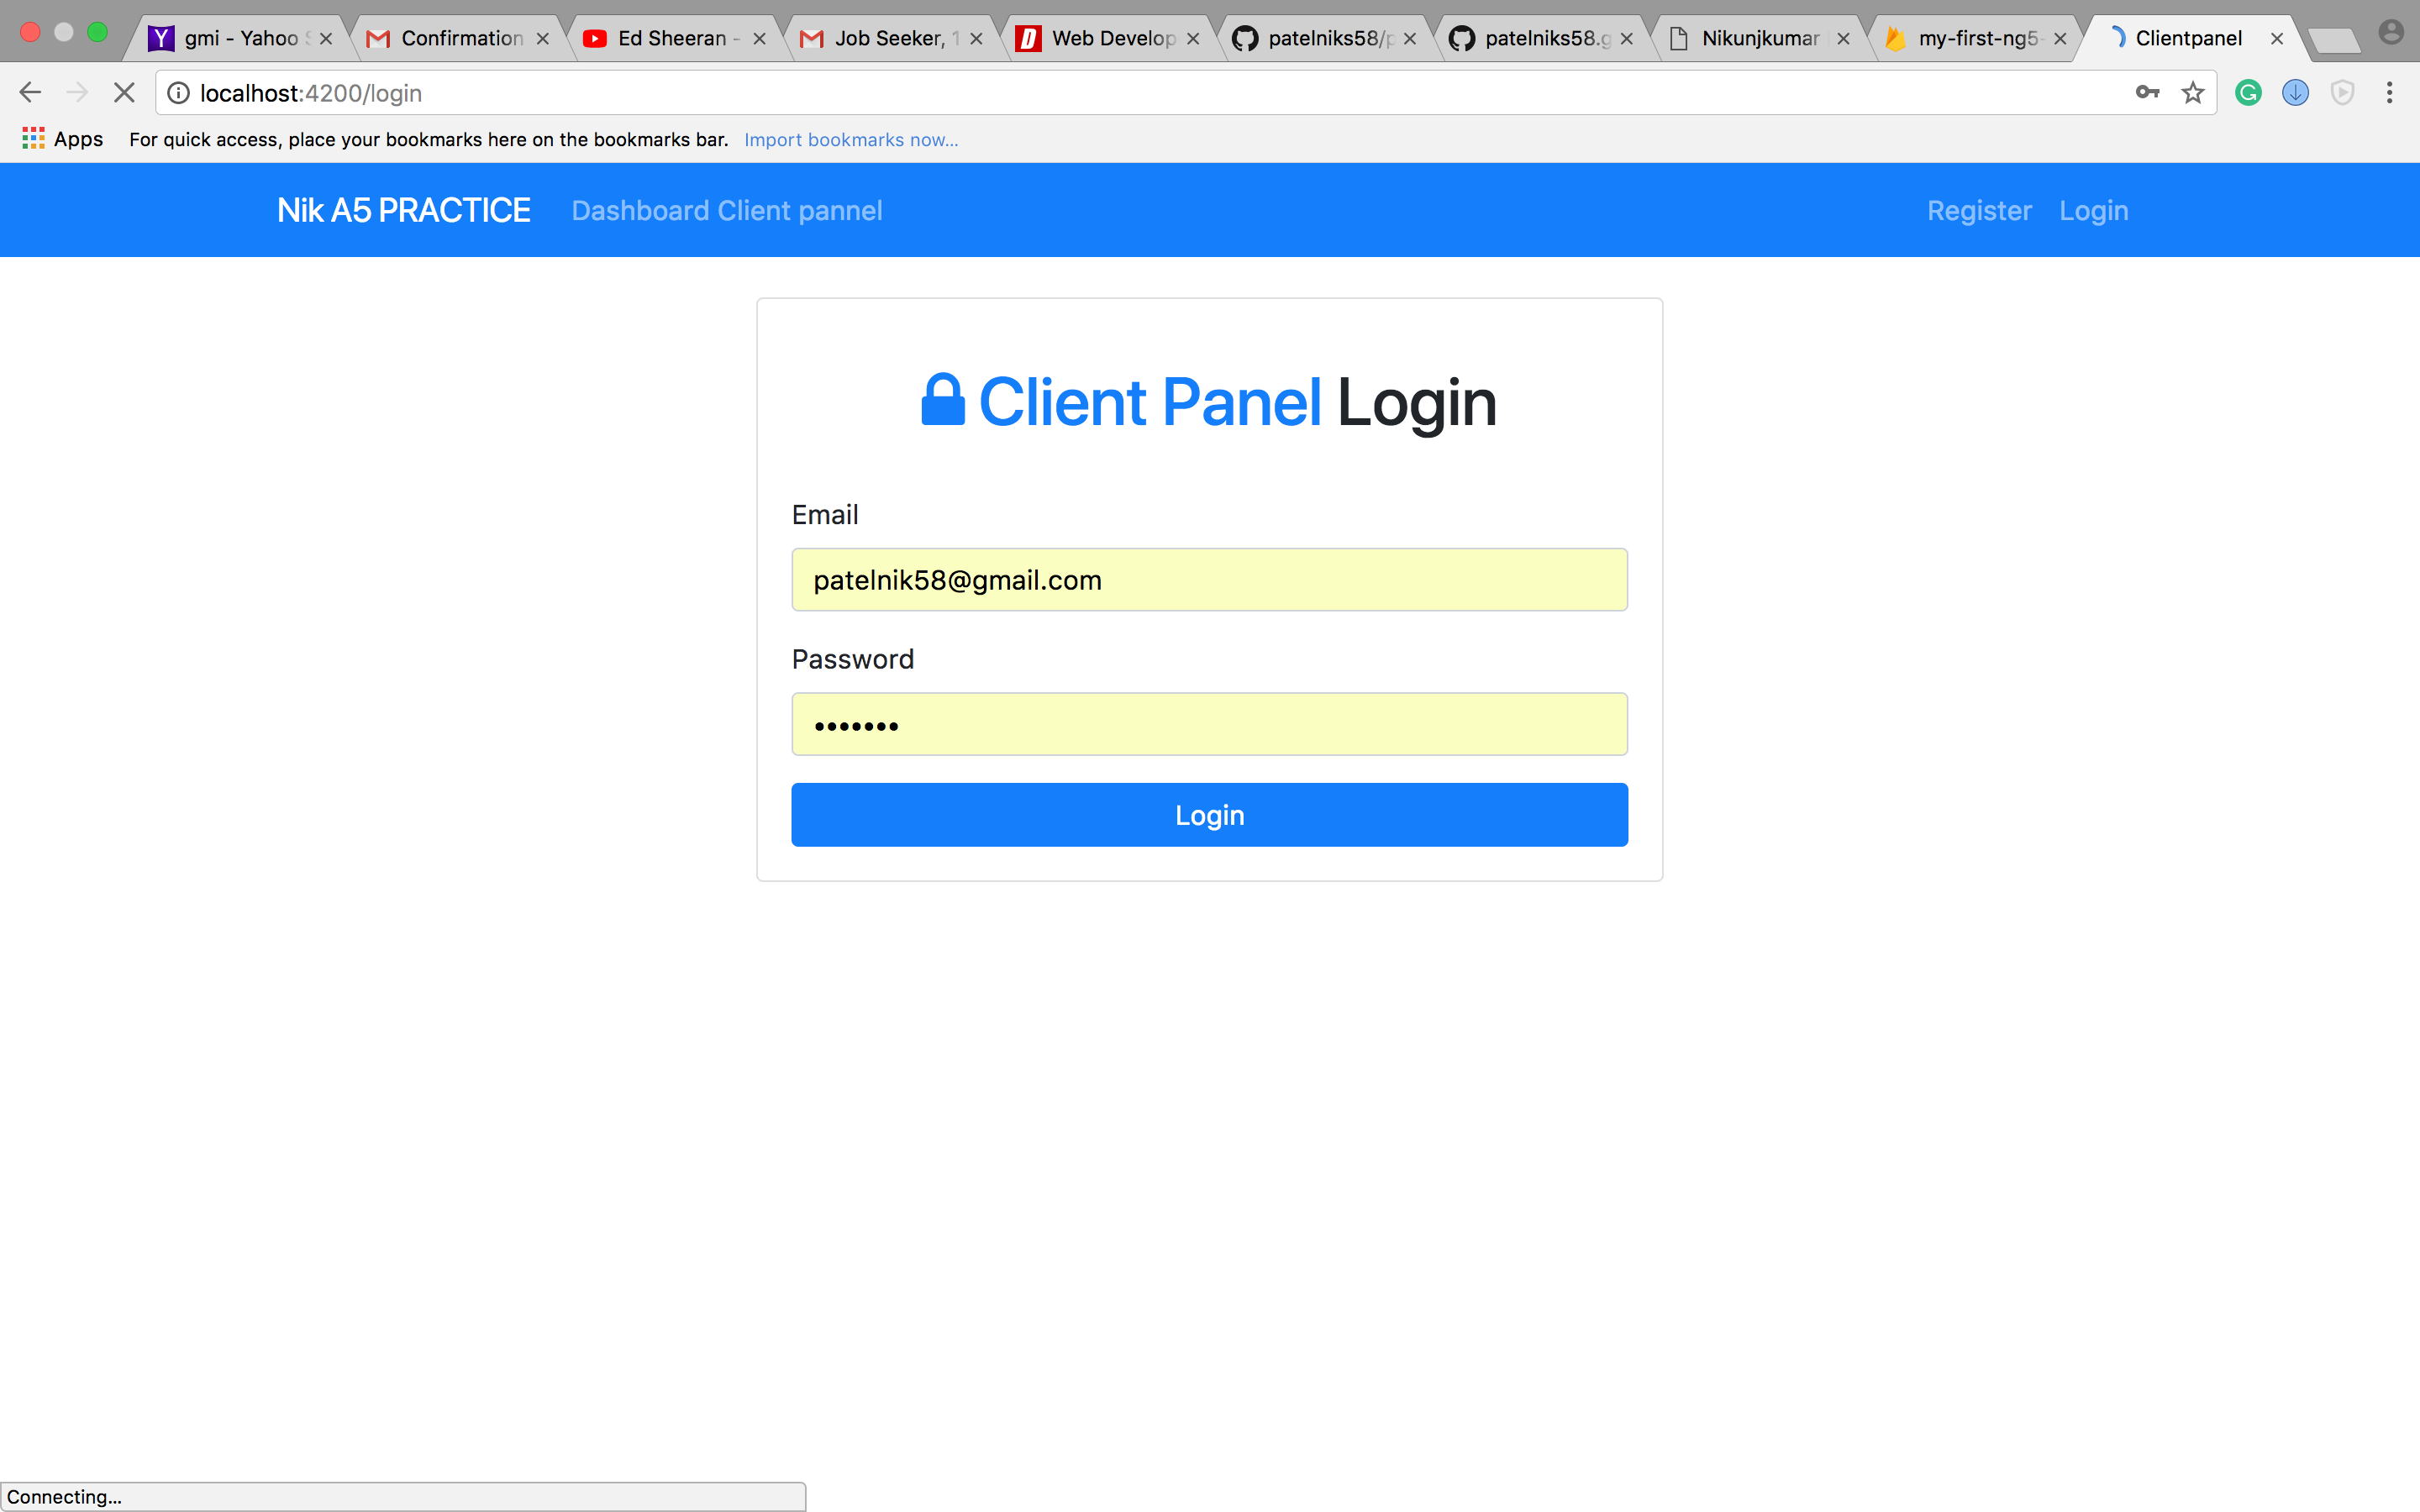 gmi - Yahoo
Confirmation
Ed Sheeran -
Job Seeker, 1
Web Develop
patelniks58/p
patelniks58.g
Nikunjkumar
my-first-ng5-
Clientpanel
localhost:4200/login
Apps
For quick access, place your bookmarks here on the bookmarks bar. Import bookmarks now...
Nik A5 PRACTICE Dashboard Client pannel Register Login
Client Panel Login
Email
patelnik58@gmail.com
Password
•••••••
Login
Connecting...